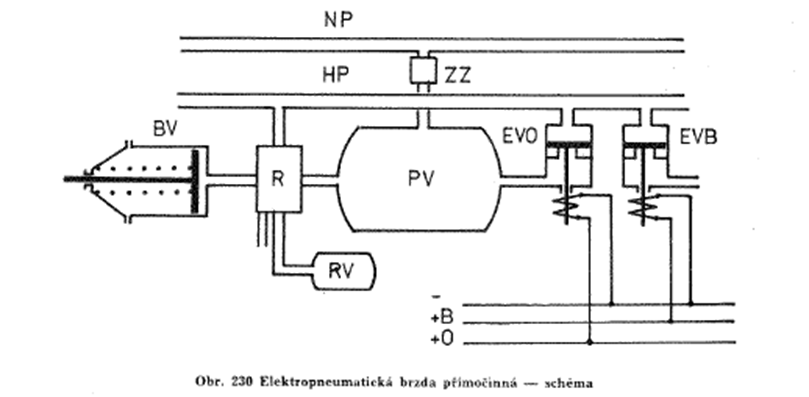 NP
HP
ZZ
BV
EVO
EVB
R
PV
RV
-
+B
+O
Obr. 230 Elektropneumatická brzda přímočinná — schéma